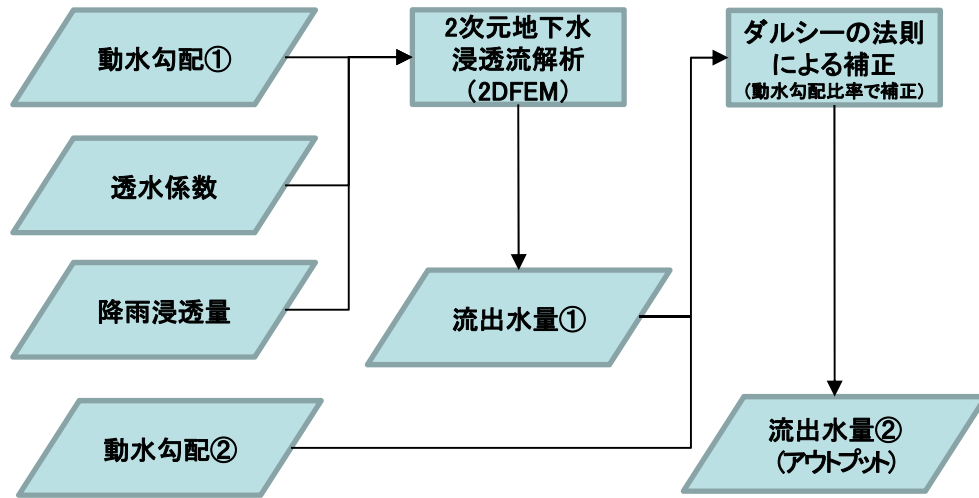 動水勾配①
2次元地下水
浸透流解析
（2DFEM）
ダルシーの法則
による補正
(動水勾配比率で補正)
透水係数
降雨浸透量
流出水量①
動水勾配②
流出水量②
(アウトプット)